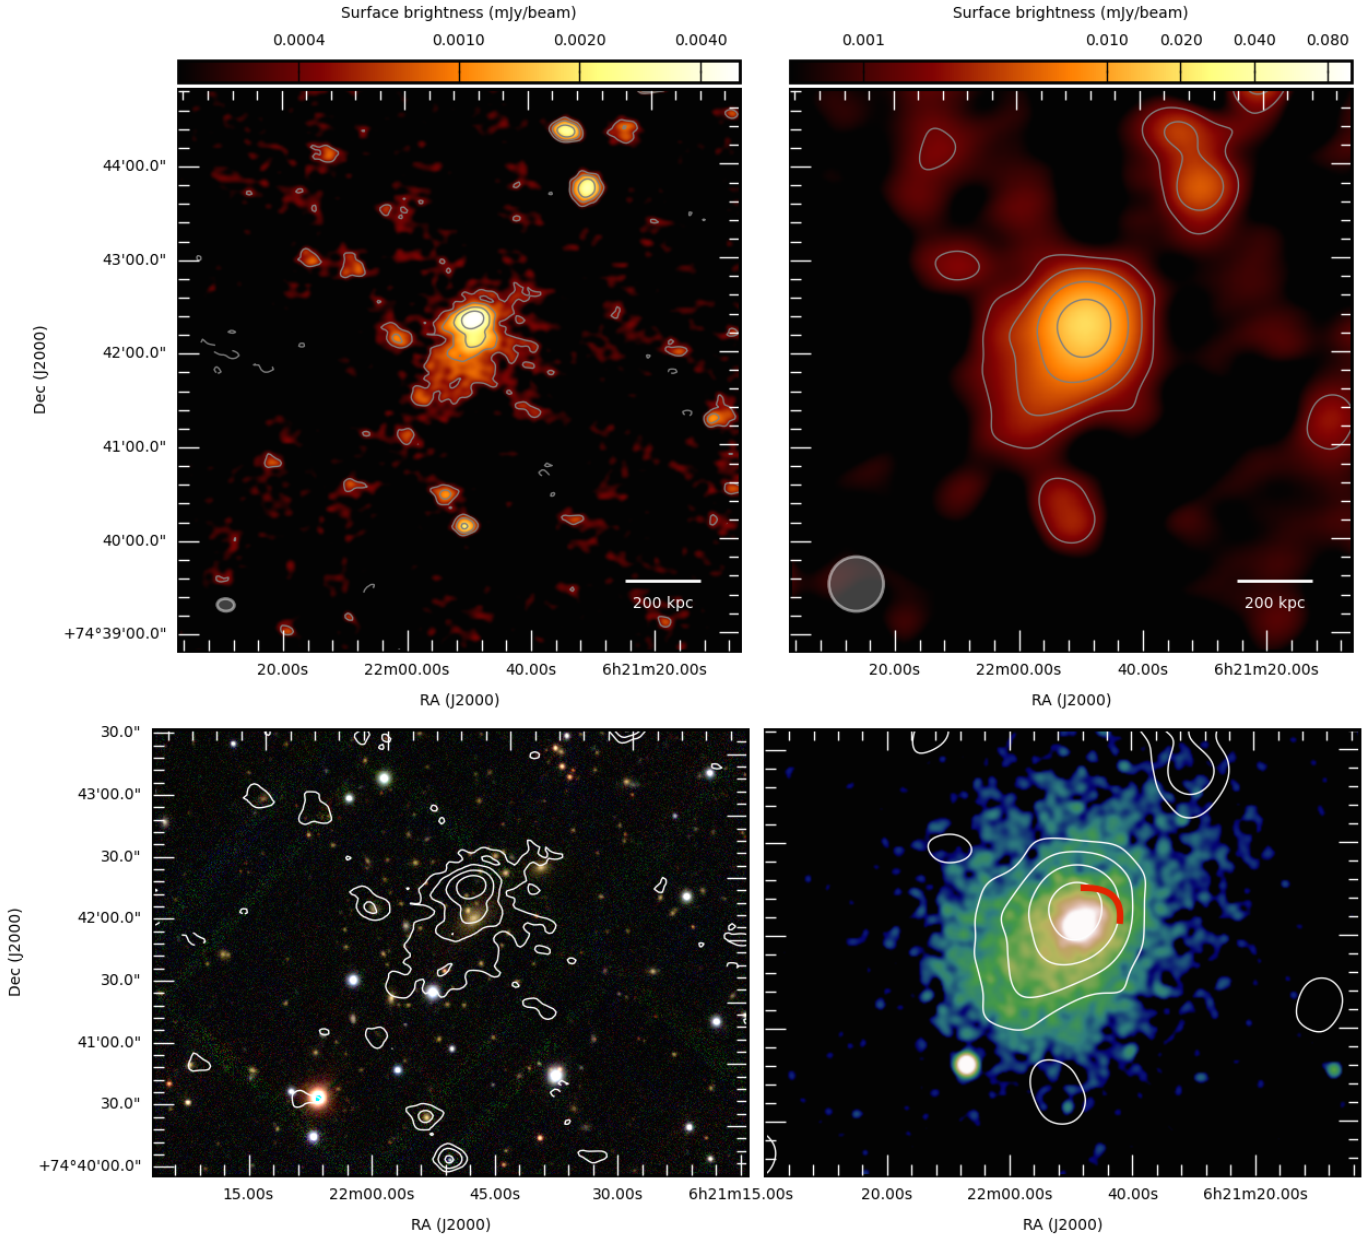 Surface brightness (mJy/beam)
0.0004 0.0010 0.0020 0.0040
Surface brightness (mJy/beam)
0.001 0.010 0.020 0.040 0.080
Dec (J2000)
44'00.0"
43'00.0"
42'00.0"
41'00.0"
40'00.0"
+74°39'00.0"
200 kpc
20.00s 22m00.00s 40.00s 6h21m20.00s
RA (J2000)
200 kpc
20.00s 22m00.00s 40.00s 6h21m20.00s
RA (J2000)
Dec (J2000)
30.0"
43'00.0"
30.0"
42'00.0"
30.0"
41'00.0"
30.0"
+74°40'00.0"
15.00s 22m00.00s 45.00s 30.00s 6h21m15.00s
RA (J2000)
20.00s 22m00.00s 40.00s 6h21m20.00s
RA (J2000)